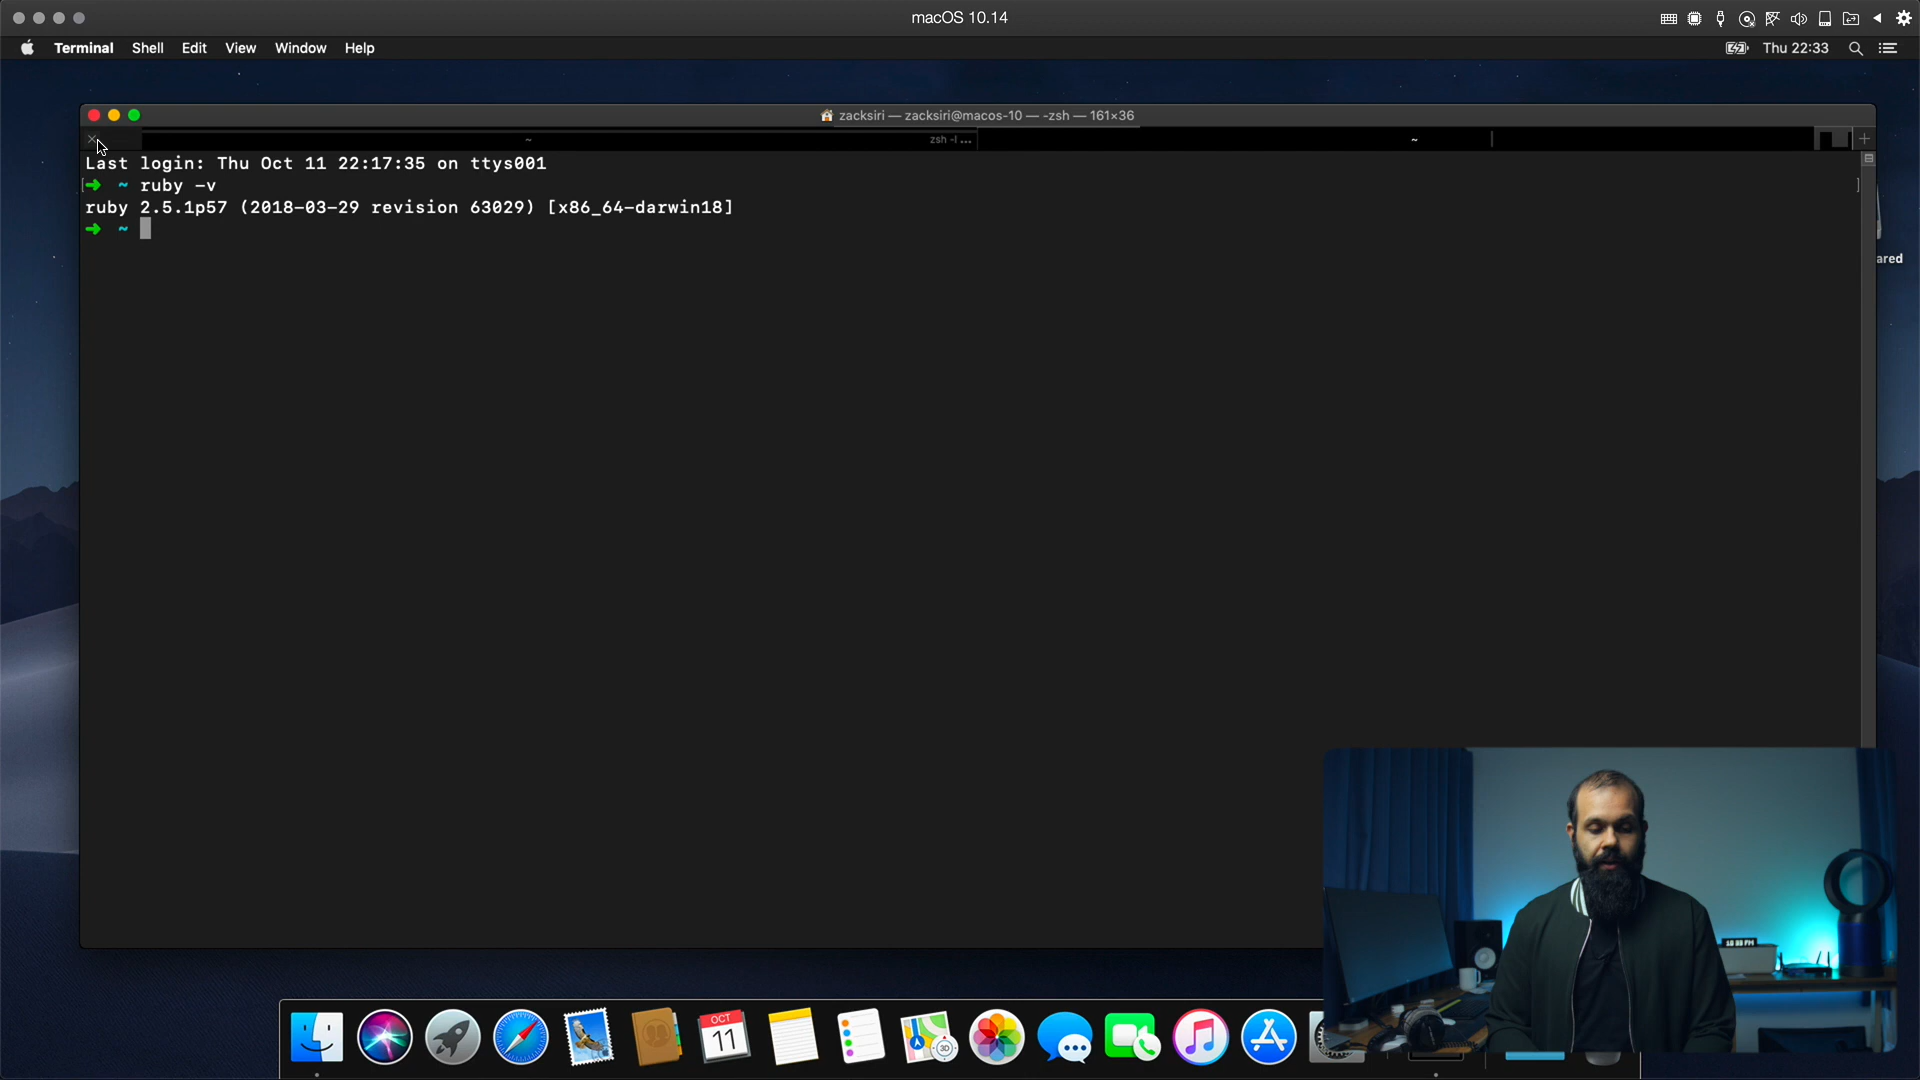 macOS 10.14
Terminal Shell Edit View Window Help
Thu 22:33
zacksiri — zacksiri@macos-10 — -zsh — 161×36
~
zsh -l ...
~
Last login: Thu Oct 11 22:17:35 on ttys001
➜ ~ ruby -v
ruby 2.5.1p57 (2018-03-29 revision 63029) [x86_64-darwin18]
➜ ~
ared
OCT
11
3D